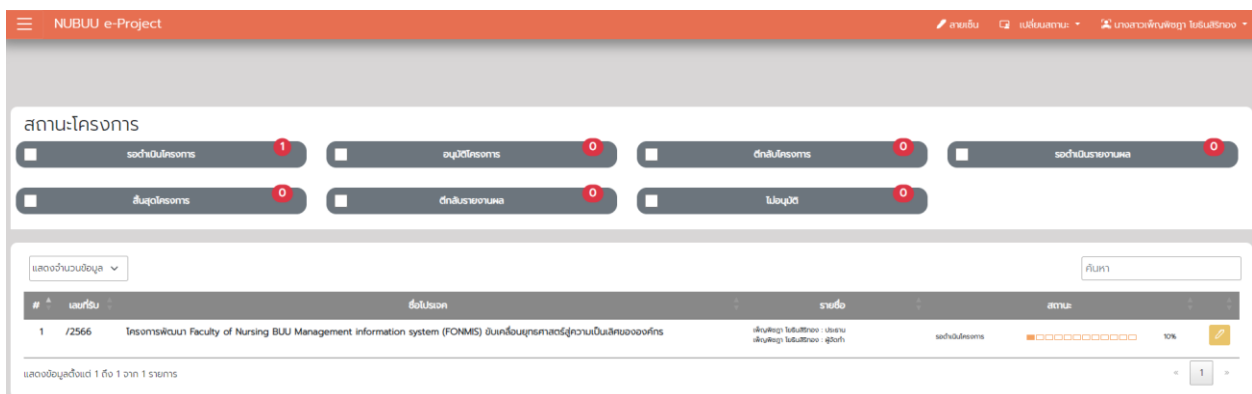 NUBUU e-Project
ลายเซ็น เปลี่ยนสถานะ นางสาวเพ็ญพิชฎา โยธินสิริทอง
สถานะโครงการ
รอดำเนินโครงการ 1 อนุมัติโครงการ 0 ตีกลับโครงการ 0 รอดำเนินรายงานผล 0
สิ้นสุดโครงการ 0 ตีกลับรายงานผล 0 ไม่อนุมัติ 0
แสดงจำนวนข้อมูล ค้นหา
# เลขที่รับ ชื่อโปรเจค รายชื่อ สถานะ
1 /2566 โครงการพัฒนา Faculty of Nursing BUU Management information system (FONMIS) ขับเคลื่อนยุทธศาสตร์สู่ความเป็นเลิศขององค์กร เพ็ญพิชฎา โยธินสิริทอง : ประธาน รอดำเนินโครงการ 10%
เพ็ญพิชฎา โยธินสิริทอง : ผู้จัดทำ
แสดงข้อมูลตั้งแต่ 1 ถึง 1 จาก 1 รายการ « 1 »